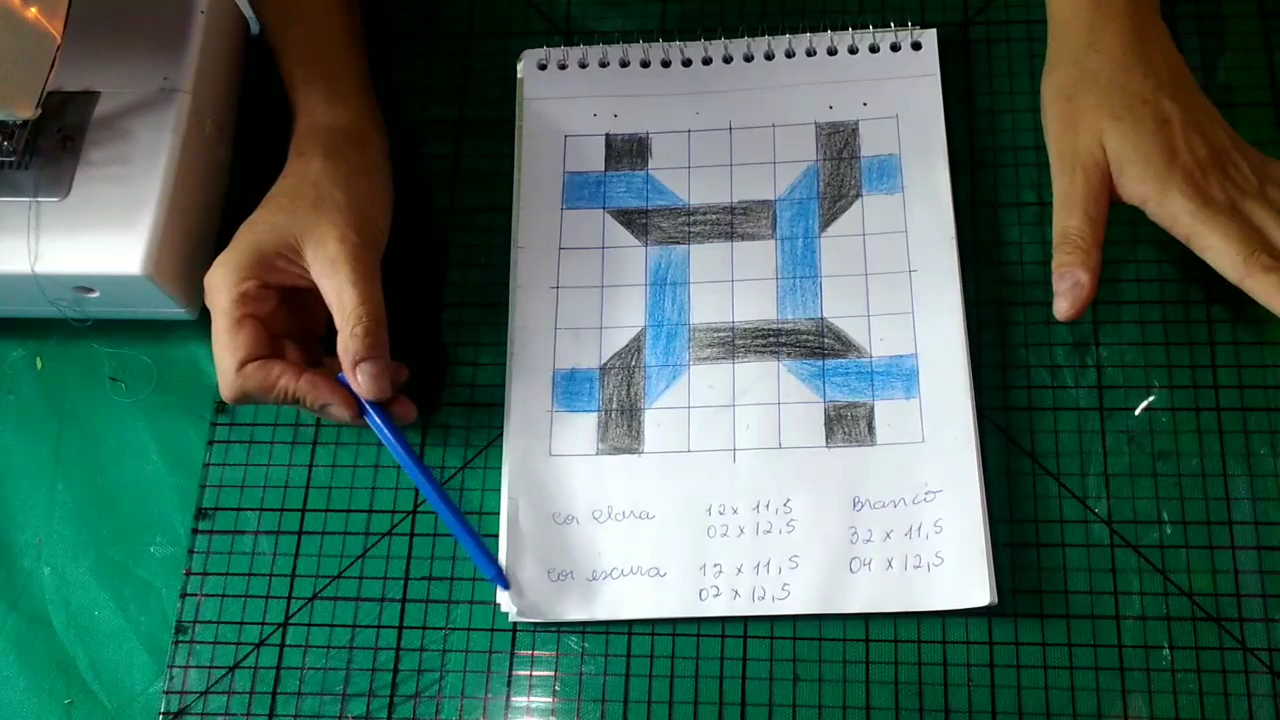 Cor Clara 12 x 11,5
02 x 12,5
Cor escura 12 x 11,5
02 x 12,5
Branco
32 x 11,5
04 x 12,5